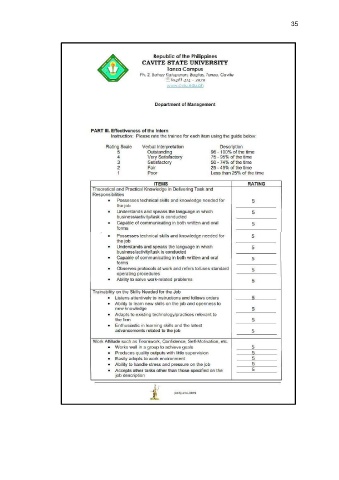 35
Republic of the Philippines
CAVITE STATE UNIVERSITY
Tanza Campus
Department of Management
PART III. Effectiveness of the Intern
Instruction: Please rate the trainee for each item using the guide below
Rating Scale Verbal Interpretation Description
5 Outstanding 96 - 100% of the time
4 Very Satisfactory 75 - 95% of the time
3 Satisfactory 50 - 74% of the time
2 Fair 25 - 49% of the time
1 Poor Less than 25% of the time
ITEMS RATING
Theoretical and Practical Knowledge in Delivering Task and
Responsibilities
• Possesses technical skills and knowledge needed for 5
the job
• Understands and speaks the language in which 5
business/activity/task is conducted
• Capable of communicating in both written and oral 5
forms
• Possesses technical skills and knowledge needed for 5
the job
• Understands and speaks the language in which 5
business/activity/task is conducted
• Capable of communicating in both written and oral 5
forms
• Observes protocols at work and refers to/uses standard 5
operating procedures
• Ability to solve work-related problems 5
Trainability on the Skills Needed for the Job
• Listens attentively to instructions and follows orders 5
• Ability to learn new skills on the job and openness to
new knowledge 5
• Adapts to existing technology/practices relevant to
the firm 5
• Enthusiastic in learning skills and the latest
advancements related to the job 5
Work Attitude such as Teamwork, Confidence, Self-Motivation, etc.
• Works well in a group to achieve goals 5
• Produces quality outputs with little supervision 5
• Easily adapts to work environment 5
• Ability to handle stress and pressure on the job 5
• Accepts other tasks other than those specified on the 5
job description